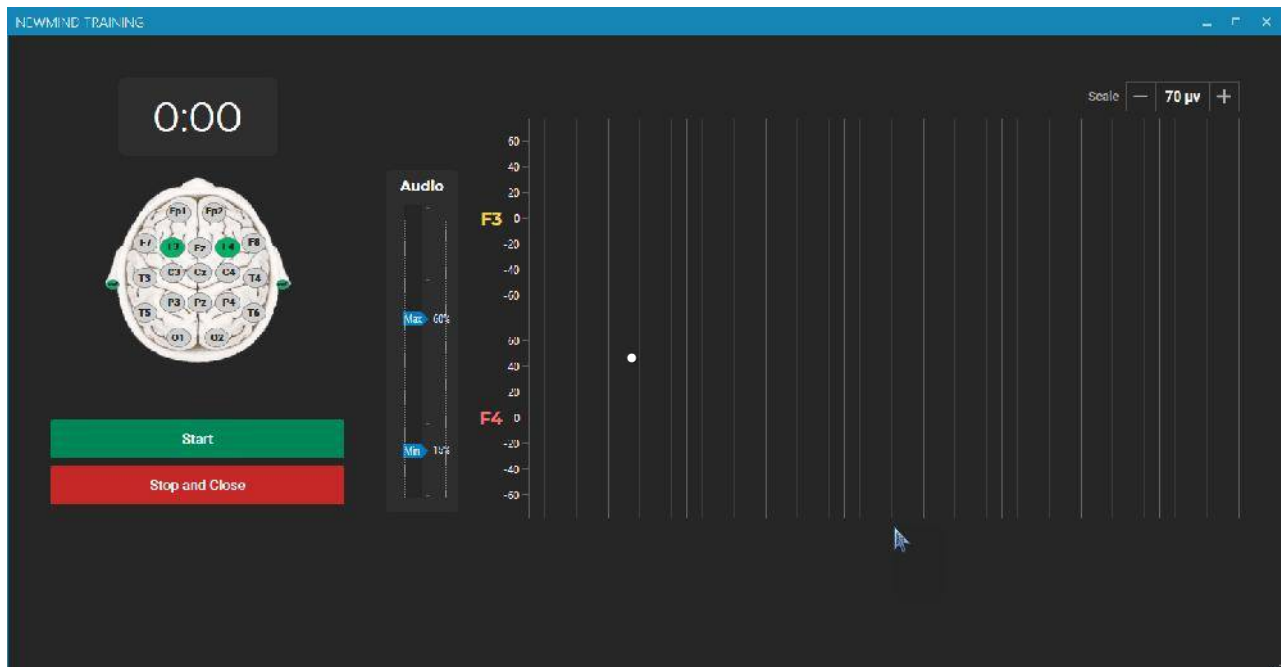 NEWMIND TRAINING
Scale — 70 µv +
0:00
60
40
Audio
20
F3 0
-20
-40
-60
Fp1 Fp2
F7 F3 Fz F4 F8
T3 C3 Cz C4 T4
T5 P3 Pz P4 T6
O1 O2
Max 60%
60
40
20
F4 0
-20
-40
-60
Min 15%
Start
Stop and Close